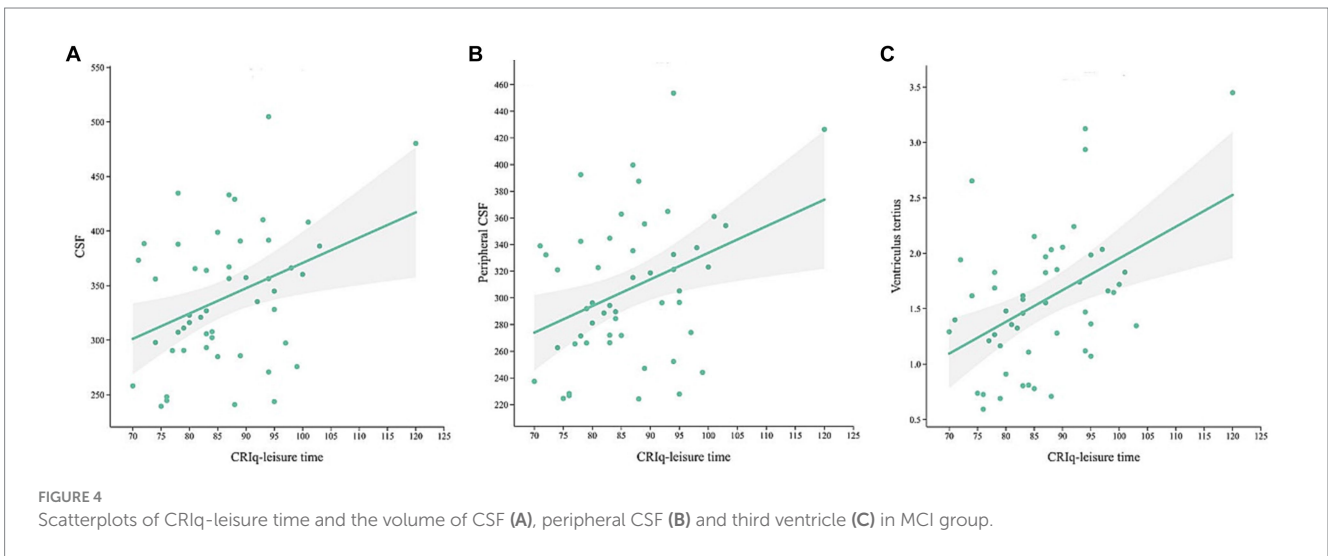 A
B
C
550
500
450
400
350
300
250
CSF
70 75 80 85 90 95 100 105 110 115 120 125
CRIq-leisure time
460
440
420
400
380
360
340
320
300
280
260
240
220
Peripheral CSF
70 75 80 85 90 95 100 105 110 115 120 125
CRIq-leisure time
3.5
3.0
2.5
2.0
1.5
1.0
0.5
Ventriculus tertius
70 75 80 85 90 95 100 105 110 115 120 125
CRIq-leisure time
FIGURE 4
Scatterplots of CRIq-leisure time and the volume of CSF (A), peripheral CSF (B) and third ventricle (C) in MCI group.